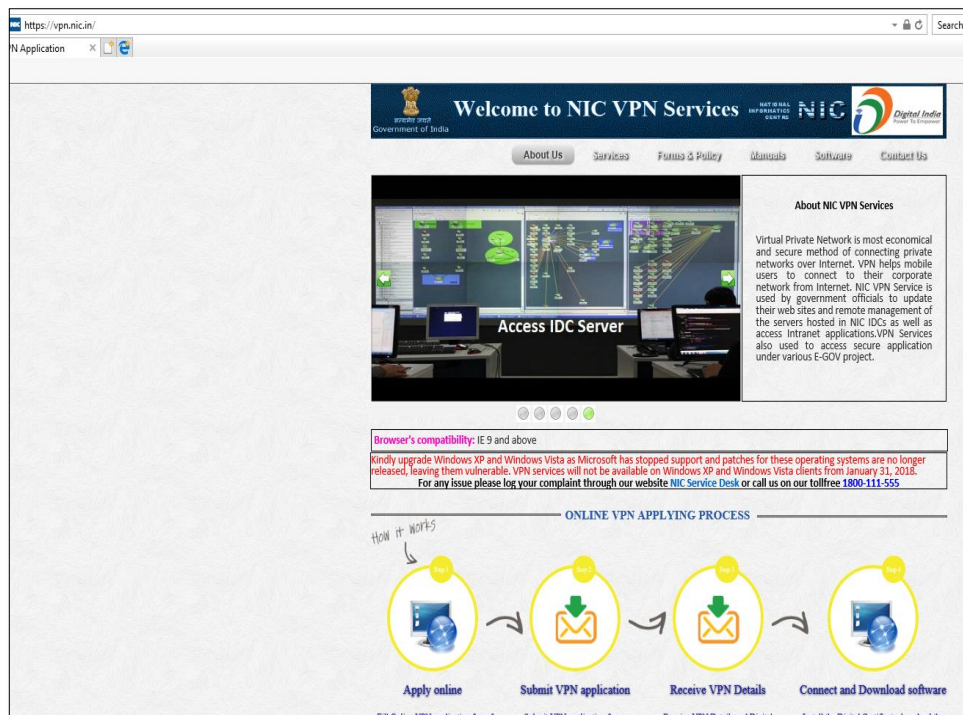 https://vpn.nic.in/
Search
PN Application
सत्यमेव जयते
Government of India
Welcome to NIC VPN Services
NATIONAL
INFORMATICS
CENTRE
NIC
Digital India
Power To Empower
About Us
Services
Forms & Policy
Manuals
Software
Contact Us
Access IDC Server
About NIC VPN Services
Virtual Private Network is most economical
and secure method of connecting private
networks over Internet. VPN helps mobile
users to connect to their corporate
network from Internet. NIC VPN Service is
used by government officials to update
their web sites and remote management of
the servers hosted in NIC IDCs as well as
access Intranet applications.VPN Services
also used to access secure application
under various E-GOV project.
Browser's compatibility: IE 9 and above
Kindly upgrade Windows XP and Windows Vista as Microsoft has stopped support and patches for these operating systems are no longer
released, leaving them vulnerable. VPN services will not be available on Windows XP and Windows Vista clients from January 31, 2018.
For any issue please log your complaint through our website NIC Service Desk or call us on our tollfree 1800-111-555
ONLINE VPN APPLYING PROCESS
How it works
Step 1
Step 2
Step 3
Step 4
Apply online
Submit VPN application
Receive VPN Details
Connect and Download software